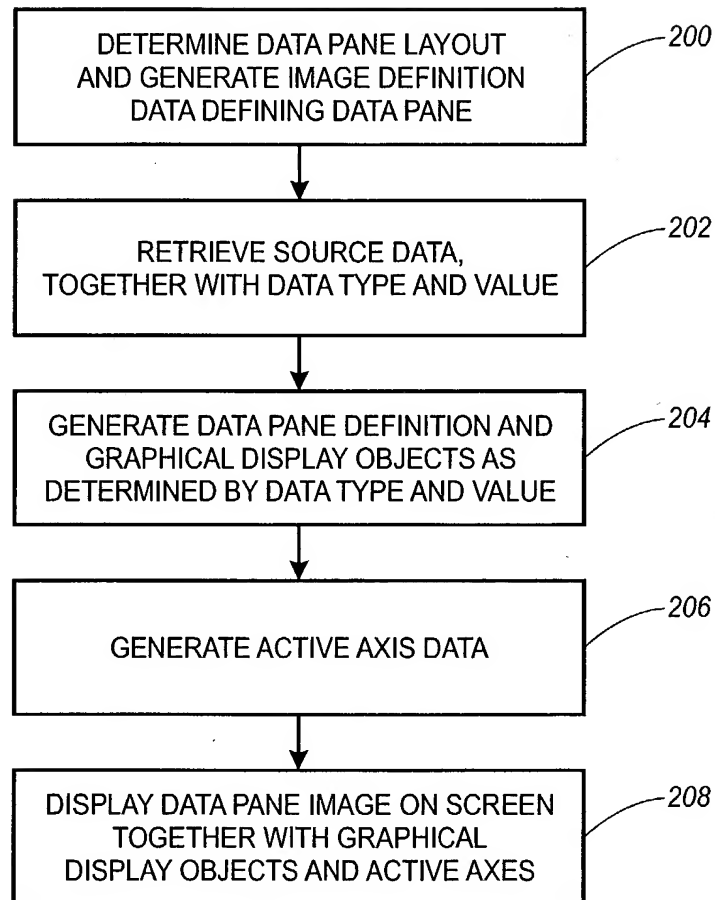 DETERMINE DATA PANE LAYOUT
AND GENERATE IMAGE DEFINITION
DATA DEFINING DATA PANE
200
RETRIEVE SOURCE DATA,
TOGETHER WITH DATA TYPE AND VALUE
202
GENERATE DATA PANE DEFINITION AND
GRAPHICAL DISPLAY OBJECTS AS
DETERMINED BY DATA TYPE AND VALUE
204
GENERATE ACTIVE AXIS DATA
206
DISPLAY DATA PANE IMAGE ON SCREEN
TOGETHER WITH GRAPHICAL
DISPLAY OBJECTS AND ACTIVE AXES
208